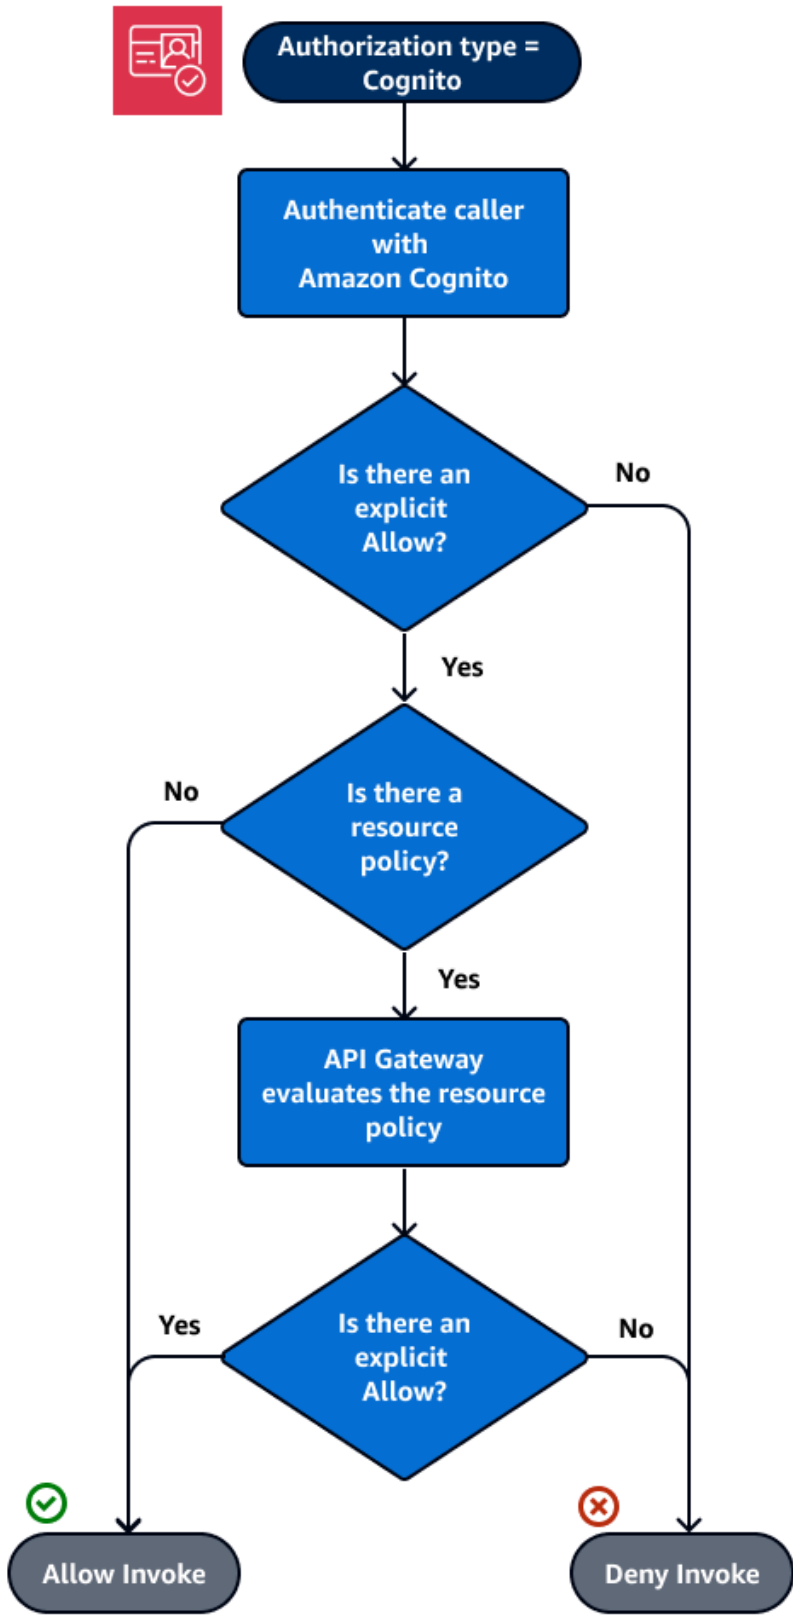 Authorization type =
Cognito
Authenticate caller
with
Amazon Cognito
Is there an
explicit
Allow?
No
Yes
Is there a
resource
policy?
No
Yes
API Gateway
evaluates the resource
policy
Is there an
explicit
Allow?
Yes
No
Allow Invoke
Deny Invoke